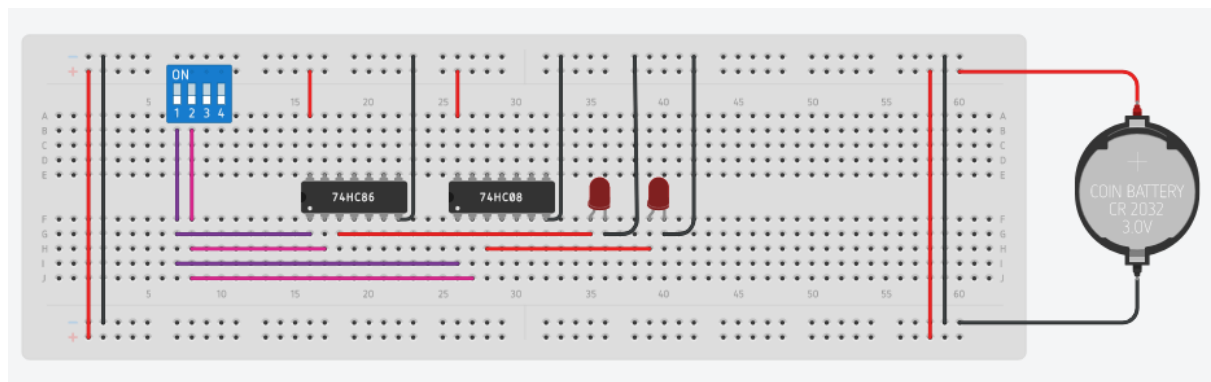 − −
+ +
ON
1 2 3 4
5 15 20 25 30 35 40 45 50 55 60
A A
B B
C C
D D
E E
74HC86 74HC08
COIN BATTERY
CR 2032
3.0V
F F
G G
H H
I I
J J
5 10 15 20 25 30 35 40 45 50 55 60
−
+